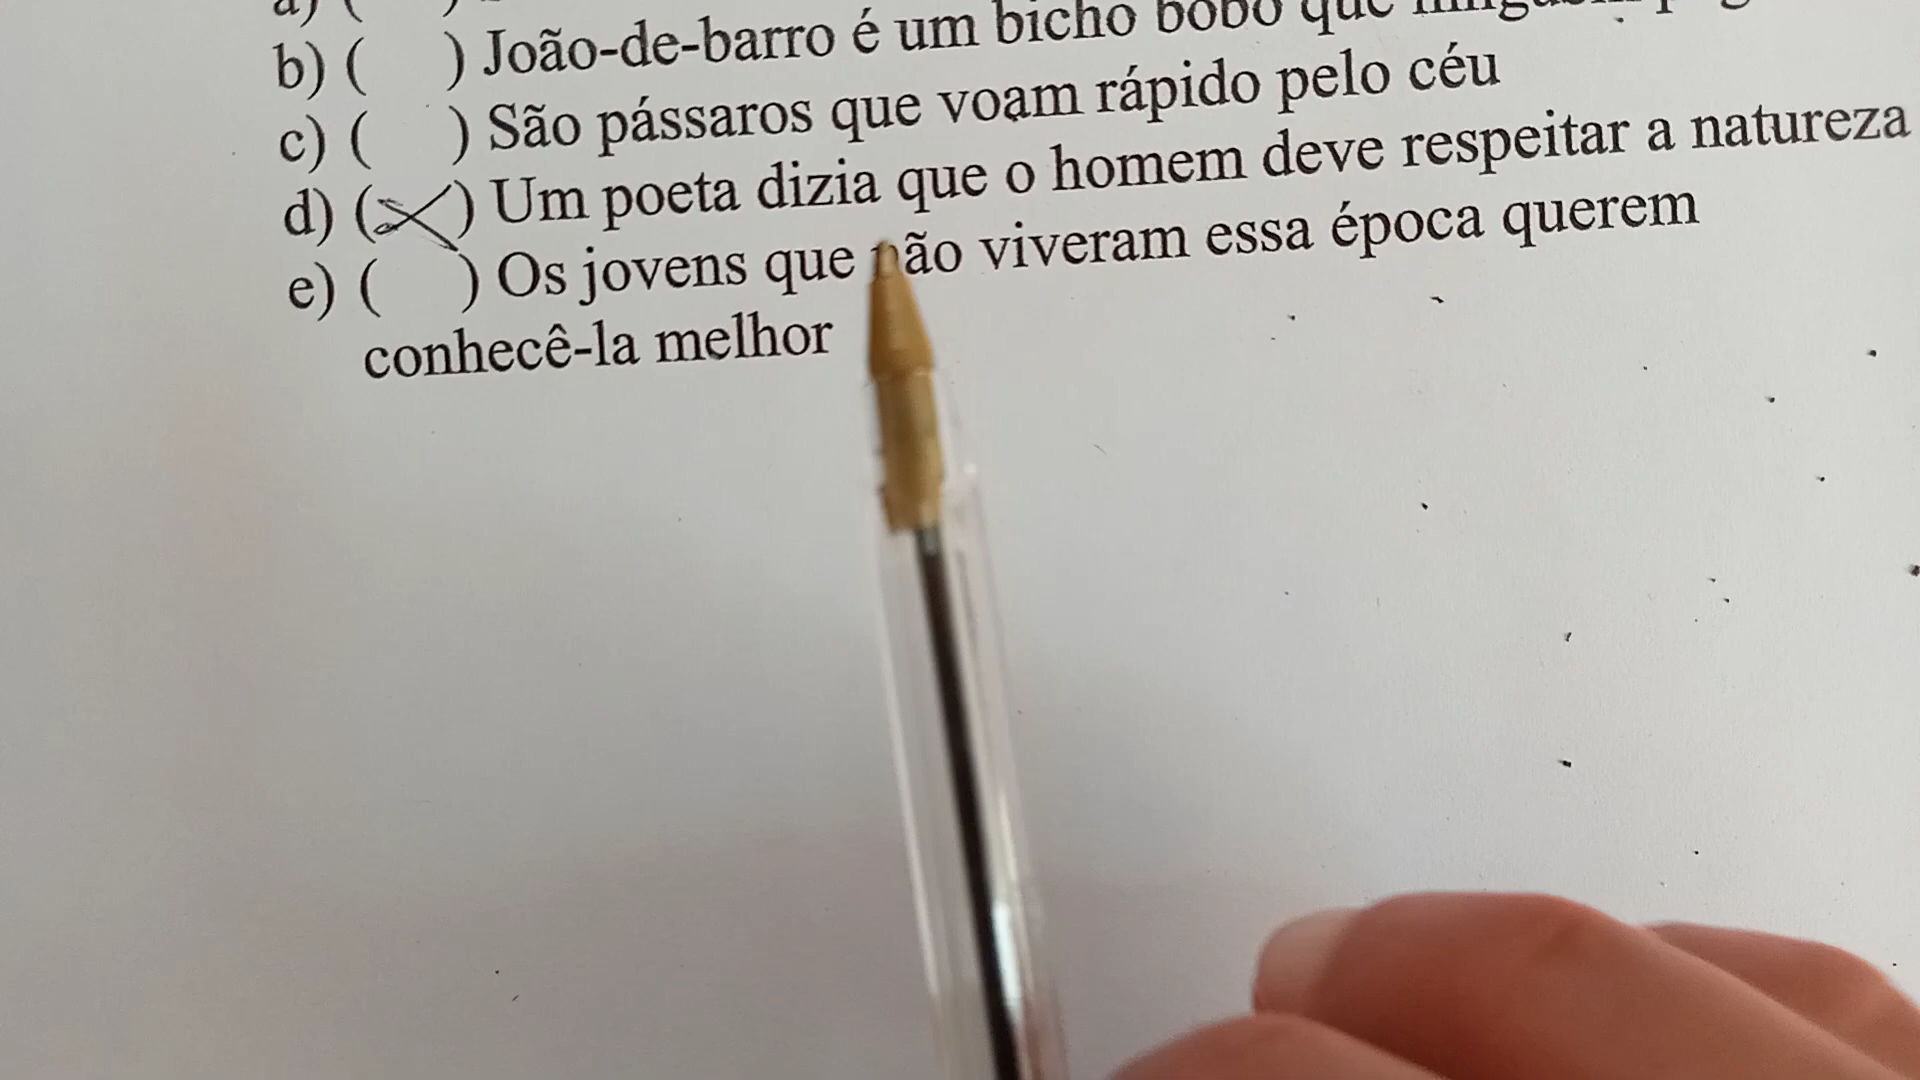 a) (    )
b) (    ) João-de-barro é um bicho bobo que
c) (    ) São pássaros que voam rápido pelo céu
d) (X) Um poeta dizia que o homem deve respeitar a natureza
e) (    ) Os jovens que não viveram essa época querem
conhecê-la melhor